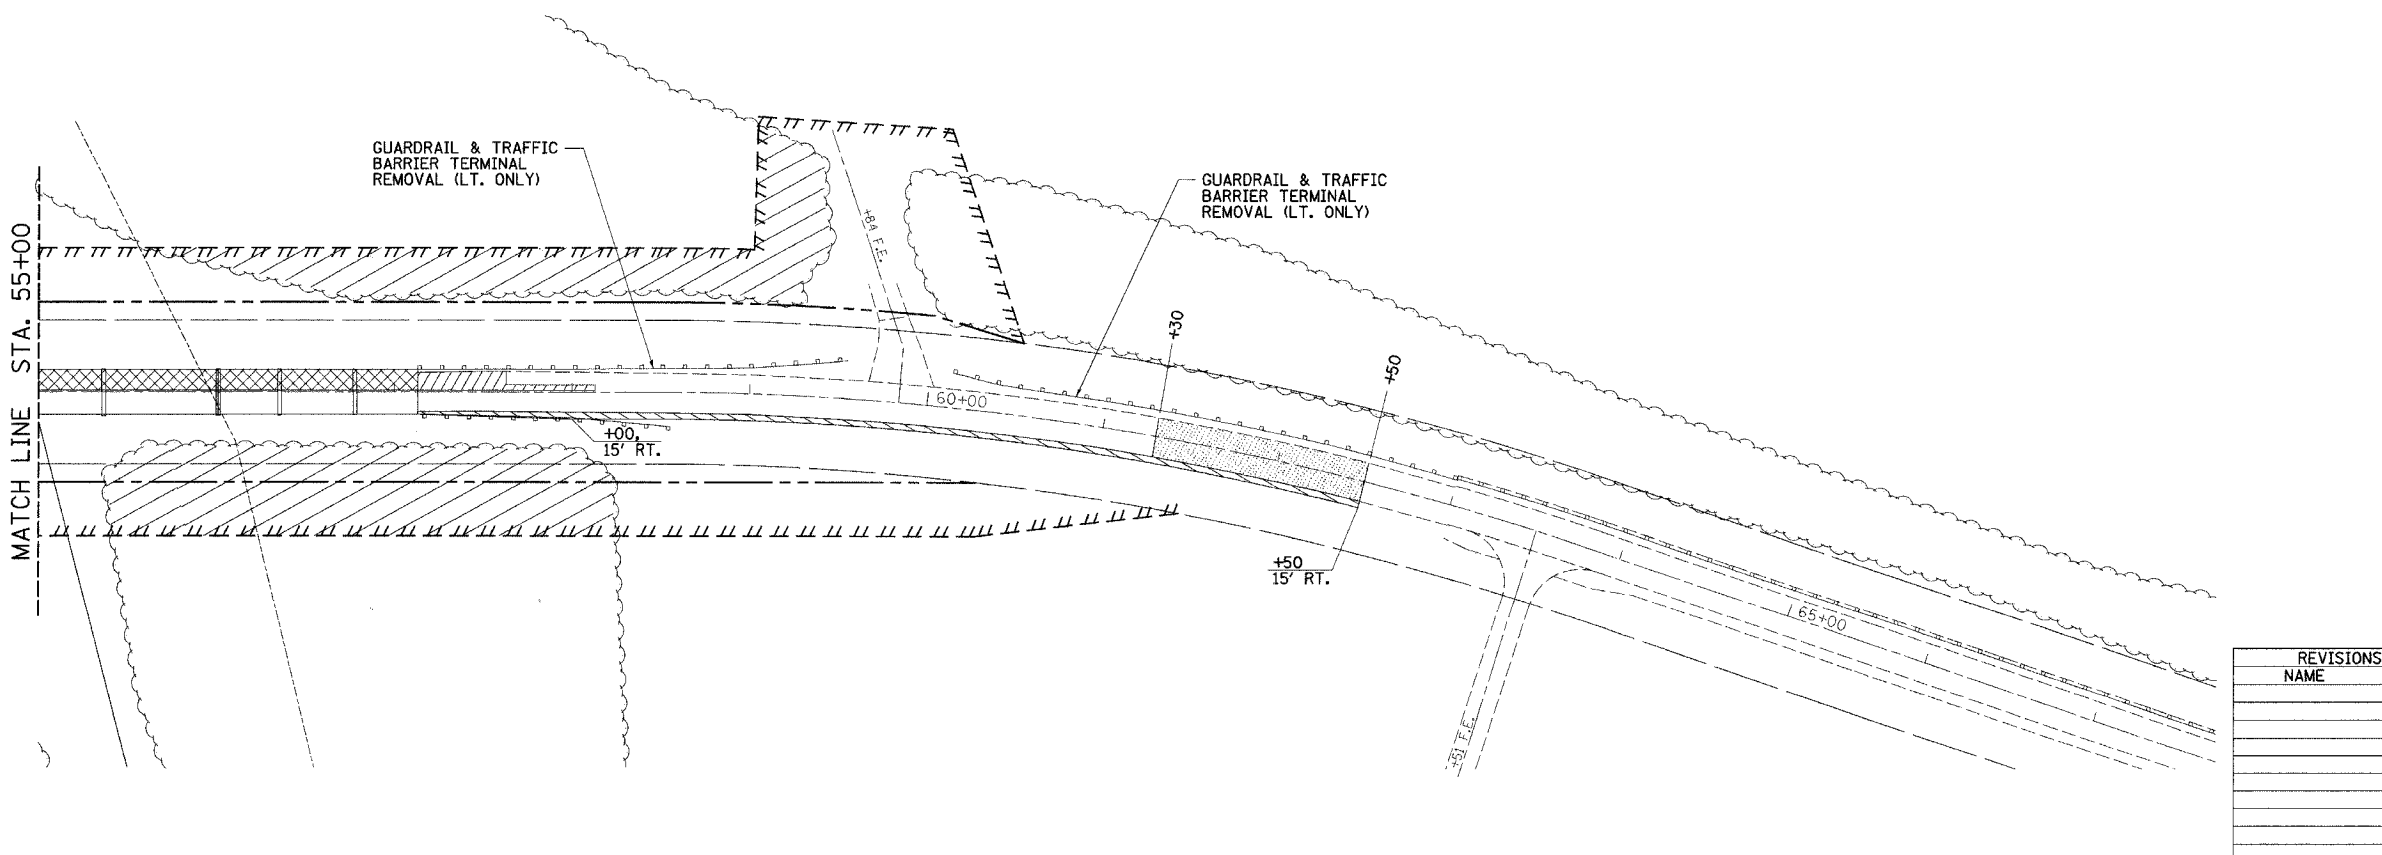 MATCH LINE STA. 55+00
GUARDRAIL & TRAFFIC
BARRIER TERMINAL
REMOVAL (LT. ONLY)
+84 F.E.
GUARDRAIL & TRAFFIC
BARRIER TERMINAL
REMOVAL (LT. ONLY)
+30
+50
60+00
+00,
15' RT.
+50
15' RT.
65+00
+51 F.E.
REVISIONS
NAME